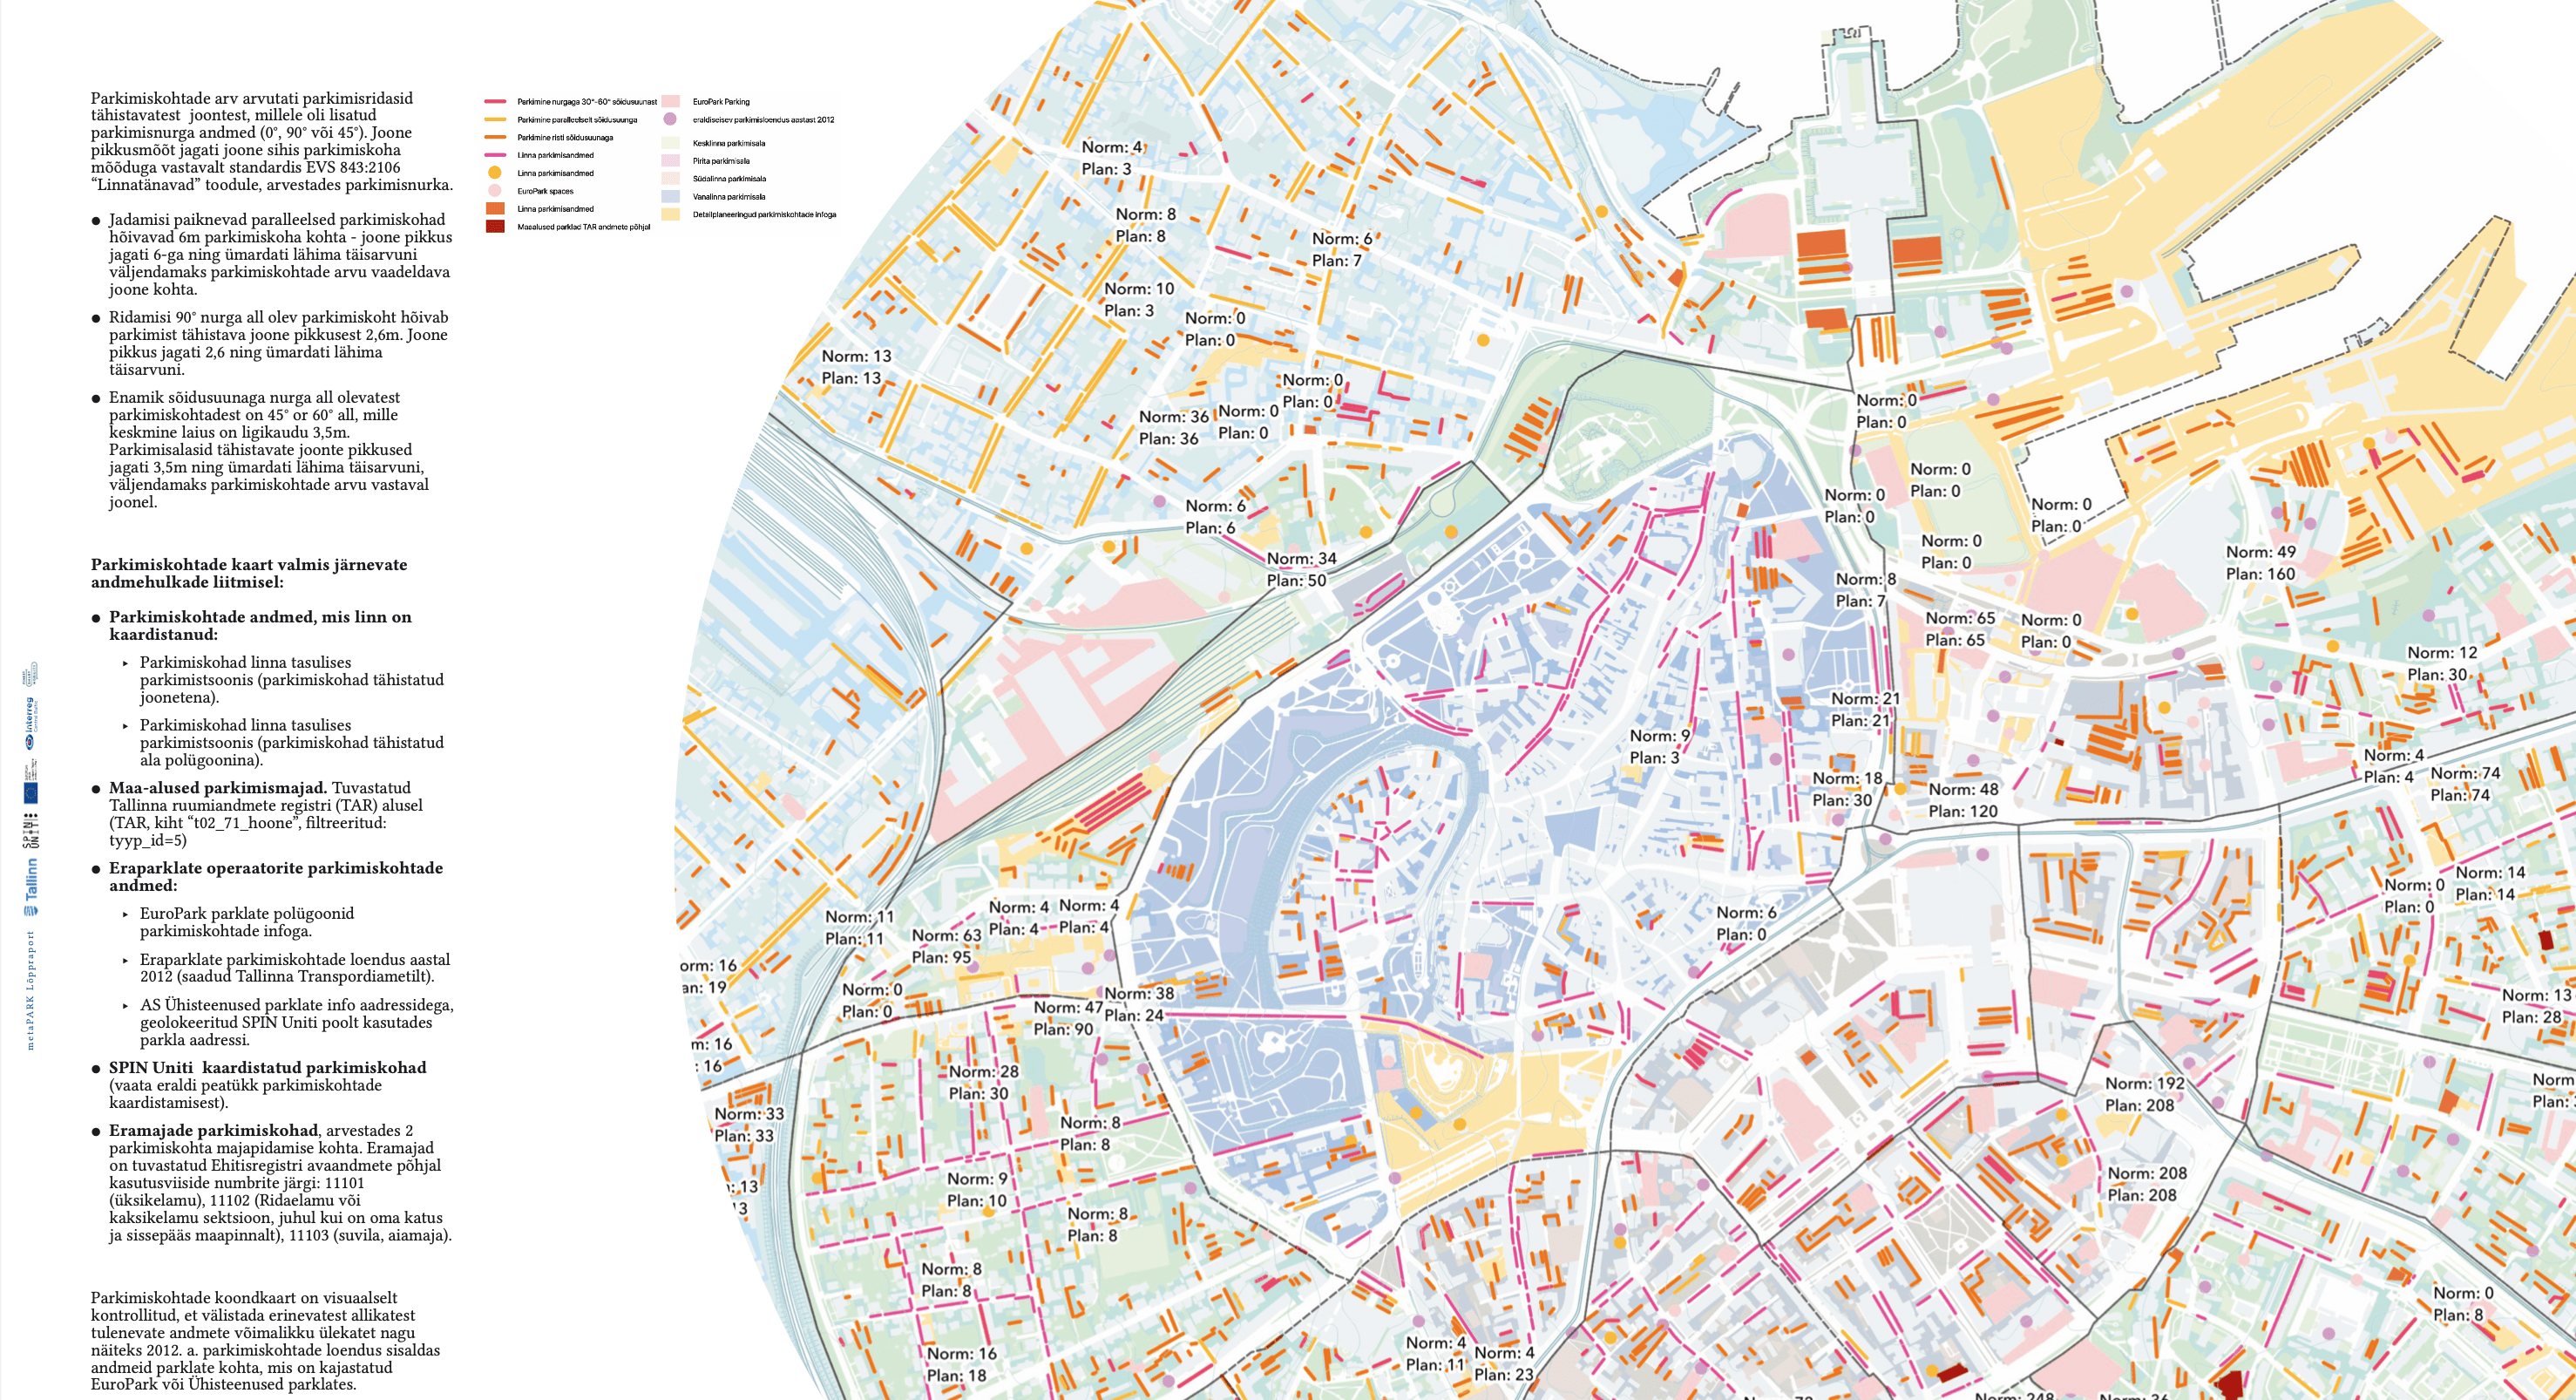 Parkimiskohtade arv arvutati parkimisridasid
tähistavatest joontest, millele oli lisatud
parkimisnurga andmed (0°, 90° või 45°). Joone
pikkusmõõt jagati joone sihis parkimiskoha
mõõduga vastavalt standardis EVS 843:2106
“Linnatänavad” toodule, arvestades parkimisnurka.
● Jadamisi paiknevad paralleelsed parkimiskohad
hõivavad 6m parkimiskoha kohta - joone pikkus
jagati 6-ga ning ümardati lähima täisarvuni
väljendamaks parkimiskohtade arvu vaadeldava
joone kohta.
● Ridamisi 90° nurga all olev parkimiskoht hõivab
parkimist tähistava joone pikkusest 2,6m. Joone
pikkus jagati 2,6 ning ümardati lähima
täisarvuni.
● Enamik sõidusuunaga nurga all olevatest
parkimiskohtadest on 45° or 60° all, mille
keskmine laius on ligikaudu 3,5m.
Parkimisalasid tähistavate joonte pikkused
jagati 3,5m ning ümardati lähima täisarvuni,
väljendamaks parkimiskohtade arvu vastaval
joonel.
Parkimiskohtade kaart valmis järnevate
andmehulkade liitmisel:
● Parkimiskohtade andmed, mis linn on
kaardistanud:
▸ Parkimiskohad linna tasulises
parkimistsoonis (parkimiskohad tähistatud
joonetena).
▸ Parkimiskohad linna tasulises
parkimistsoonis (parkimiskohad tähistatud
ala polügoonina).
● Maa-alused parkimismajad. Tuvastatud
Tallinna ruumiandmete registri (TAR) alusel
(TAR, kiht “t02_71_hoone”, filtreeritud:
tyyp_id=5)
● Eraparklate operaatorite parkimiskohtade
andmed:
▸ EuroPark parklate polügoonid
parkimiskohtade infoga.
▸ Eraparklate parkimiskohtade loendus aastal
2012 (saadud Tallinna Transpordiametilt).
▸ AS Ühisteenused parklate info aadressidega,
geolokeeritud SPIN Uniti poolt kasutades
parkla aadressi.
● SPIN Uniti kaardistatud parkimiskohad
(vaata eraldi peatükk parkimiskohtade
kaardistamisest).
● Eramajade parkimiskohad, arvestades 2
parkimiskohta majapidamise kohta. Eramajad
on tuvastatud Ehitisregistri avaandmete põhjal
kasutusviiside numbrite järgi: 11101
(üksikelamu), 11102 (Ridaelamu või
kaksikelamu sektsioon, juhul kui on oma katus
ja sissepääs maapinnalt), 11103 (suvila, aiamaja).
Parkimiskohtade koondkaart on visuaalselt
kontrollitud, et välistada erinevatest allikatest
tulenevate andmete võimalikku ülekatet nagu
näiteks 2012. a. parkimiskohtade loendus sisaldas
andmeid parklate kohta, mis on kajastatud
EuroPark või Ühisteenused parklates.
metaPARK Lõppraport
Tallinn
SPIN UNIT
Interreg
Parkimine nurgaga 30°-60° sõidusuunast
Parkimine paralleelselt sõidusuunga
Parkimine risti sõidusuunaga
Linna parkimisandmed
Linna parkimisandmed
EuroPark spaces
Linna parkimisandmed
Maaalused parklad TAR andmete põhjal
EuroPark Parking
eraldiseisev parkimisloendus aastast 2012
Kesklinna parkimisala
Pirita parkimisala
Südalinna parkimisala
Vanalinna parkimisala
Detailplaneeringud parkimiskohtade infoga
Norm: 4
Plan: 3
Norm: 8
Plan: 8
Norm: 6
Plan: 7
Norm: 10
Plan: 3
Norm: 0
Plan: 0
Norm: 13
Plan: 13
Norm: 0
Plan: 0
Norm: 36
Plan: 36
Norm: 0
Plan: 0
Norm: 0
Plan: 0
Norm: 0
Plan: 0
Norm: 0
Plan: 0
Norm: 0
Plan: 0
Norm: 6
Plan: 6
Norm: 0
Plan: 0
Norm: 34
Plan: 50
Norm: 49
Plan: 160
Norm: 8
Plan: 7
Norm: 65
Plan: 65
Norm: 0
Plan: 0
Norm: 12
Plan: 30
Norm: 21
Plan: 21
Norm: 9
Plan: 3
Norm: 4
Plan: 4
Norm: 74
Plan: 74
Norm: 18
Plan: 30
Norm: 48
Plan: 120
Norm: 14
Plan: 14
Norm: 0
Plan: 0
Norm: 4
Plan: 4
Norm: 4
Plan: 4
Norm: 6
Plan: 0
Norm: 11
Plan: 11
Norm: 63
Plan: 95
orm: 16
an: 19
Norm: 0
Plan: 0
Norm: 38
Plan: 24
Norm: 47
Plan: 90
Norm: 13
Plan: 28
m: 16
: 16
Norm: 28
Plan: 30
Norm: 192
Plan: 208
Norm
Plan:
Norm: 33
Plan: 33
Norm: 8
Plan: 8
Norm: 208
Plan: 208
Norm: 9
Plan: 10
: 13
13
Norm: 8
Plan: 8
Norm: 8
Plan: 8
Norm: 0
Plan: 8
Norm: 16
Plan: 18
Norm: 4
Plan: 11
Norm: 4
Plan: 23